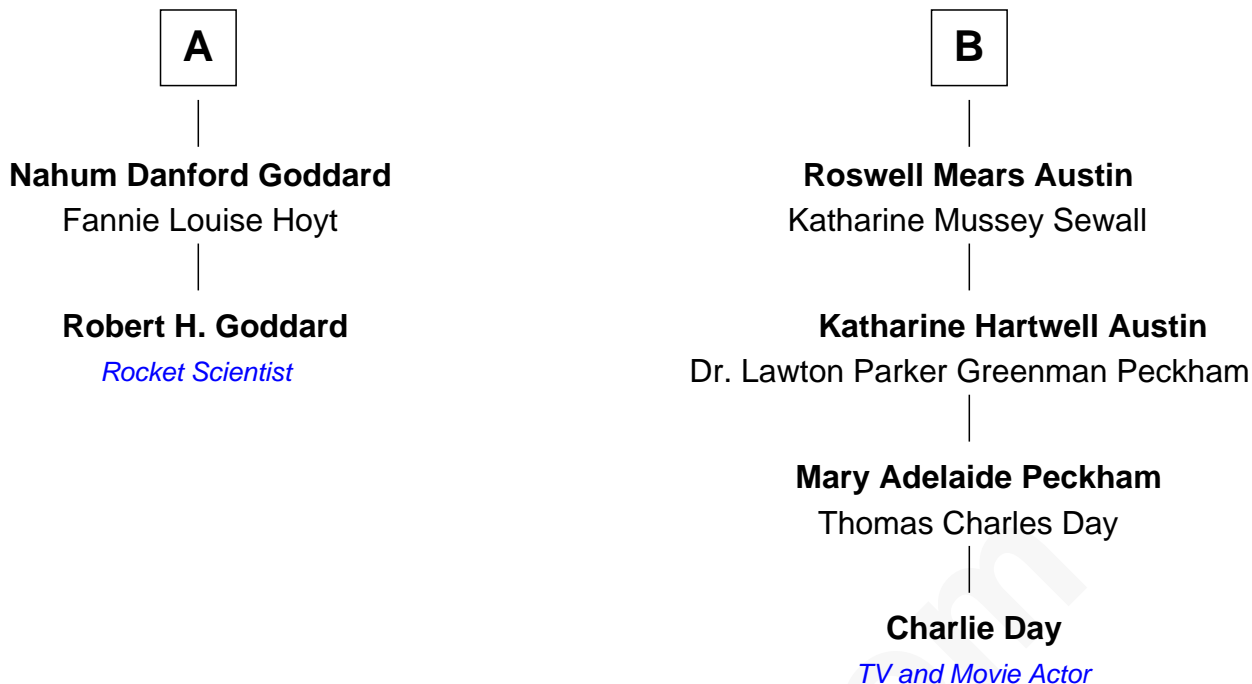 A
Nahum Danford Goddard
Fannie Louise Hoyt
Robert H. Goddard
Rocket Scientist
B
Roswell Mears Austin
Katharine Mussey Sewall
Katharine Hartwell Austin
Dr. Lawton Parker Greenman Peckham
Mary Adelaide Peckham
Thomas Charles Day
Charlie Day
TV and Movie Actor
om